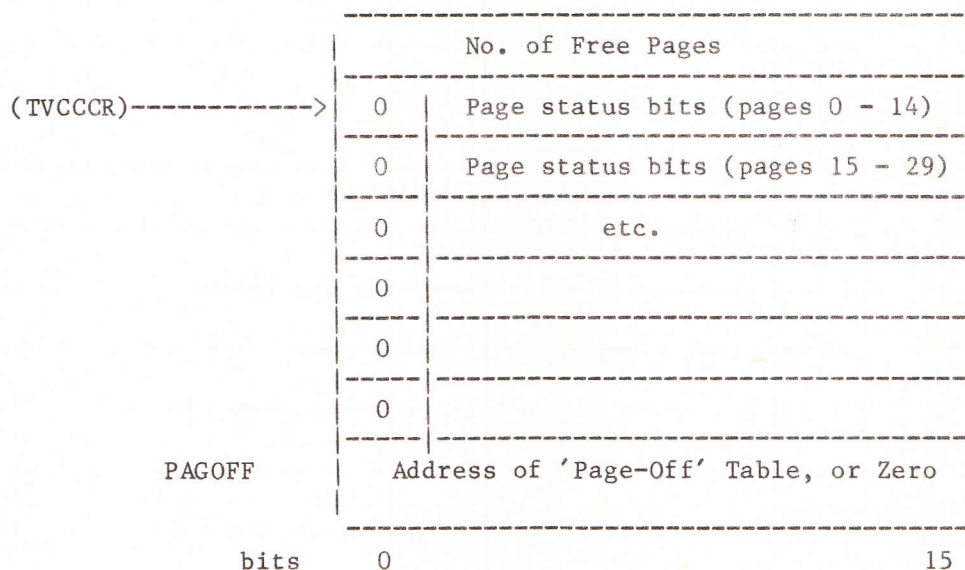 No. of Free Pages
(TVCCCR)------------> 0 Page status bits (pages 0 - 14)
0 Page status bits (pages 15 - 29)
0 etc.
0
0
0
PAGOFF Address of 'Page-Off' Table, or Zero
bits 0 15